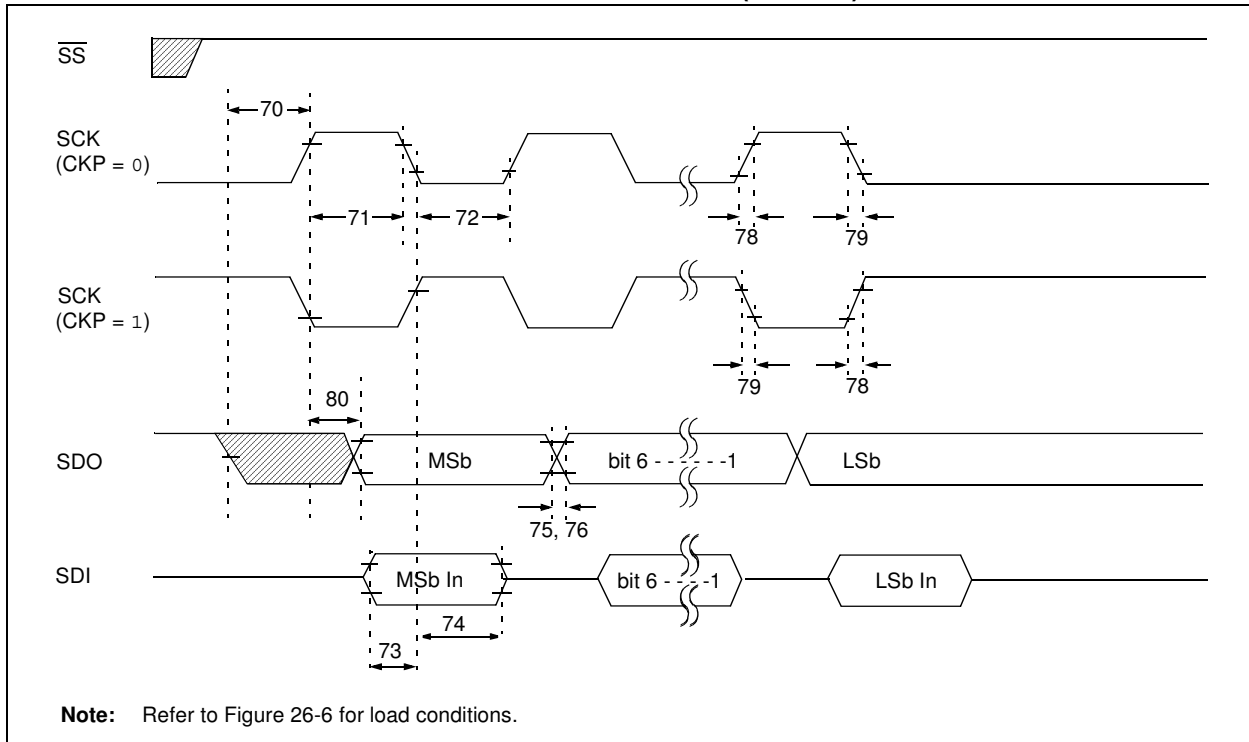 SS
70
SCK
(CKP = 0)
71
72
78
79
SCK
(CKP = 1)
79
78
80
SDO
MSb
bit 6 - - - - - -1
LSb
75, 76
SDI
MSb In
bit 6 - - - -1
LSb In
74
73
Note: Refer to Figure 26-6 for load conditions.